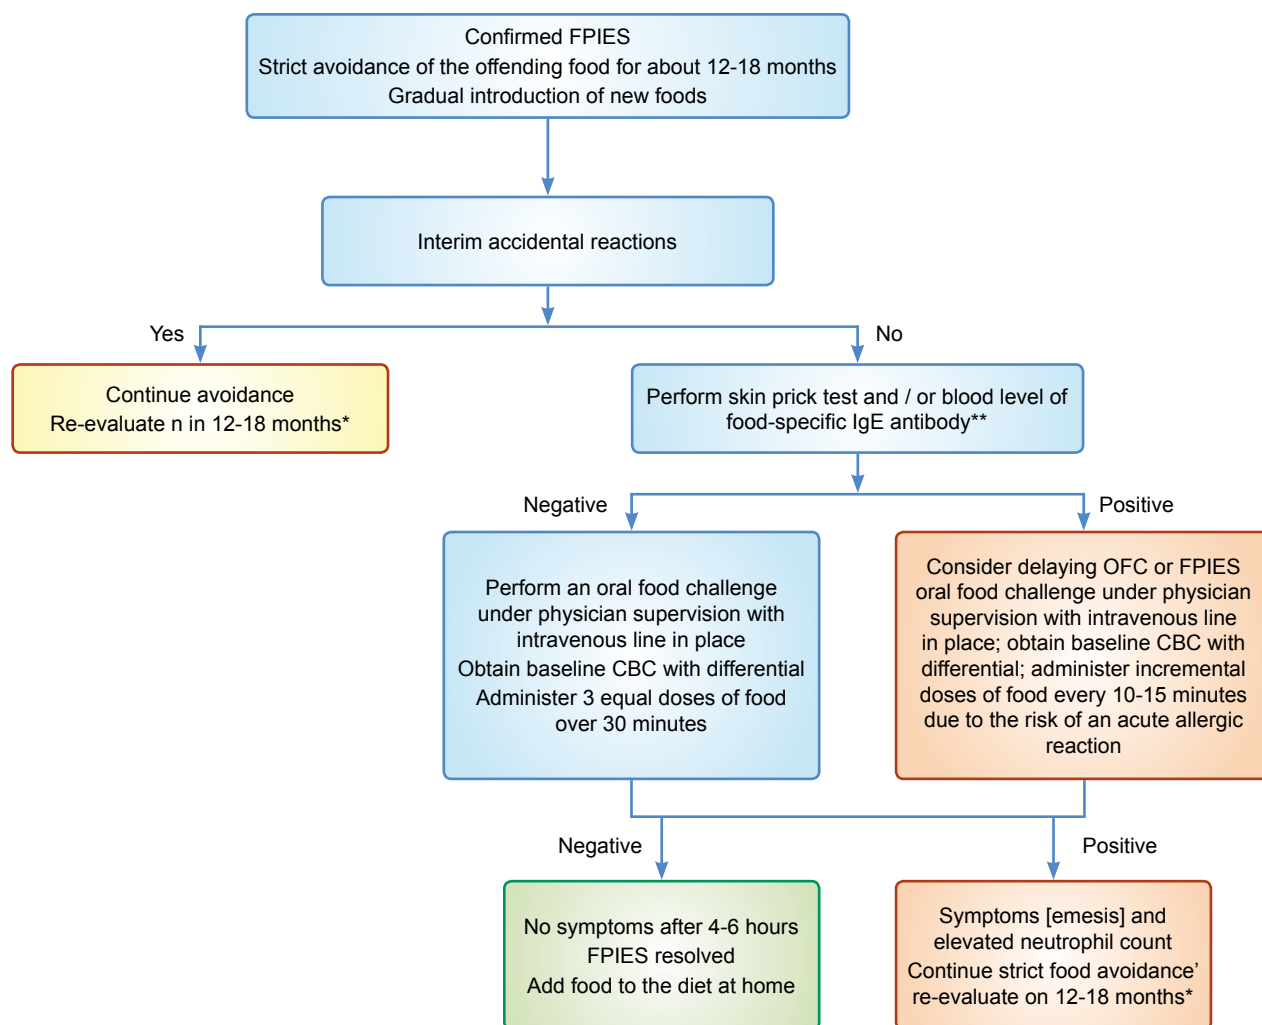 Confirmed FPIES
Strict avoidance of the offending food for about 12-18 months
Gradual introduction of new foods
Interim accidental reactions
Yes
No
Continue avoidance
Re-evaluate n in 12-18 months*
Perform skin prick test and / or blood level of
food-specific IgE antibody**
Negative
Positive
Perform an oral food challenge
under physician supervision with
intravenous line in place
Obtain baseline CBC with differential
Administer 3 equal doses of food
over 30 minutes
Consider delaying OFC or FPIES
oral food challenge under physician
supervision with intravenous line
in place; obtain baseline CBC with
differential; administer incremental
doses of food every 10-15 minutes
due to the risk of an acute allergic
reaction
Negative
Positive
No symptoms after 4-6 hours
FPIES resolved
Add food to the diet at home
Symptoms [emesis] and
elevated neutrophil count
Continue strict food avoidance’
re-evaluate on 12-18 months*